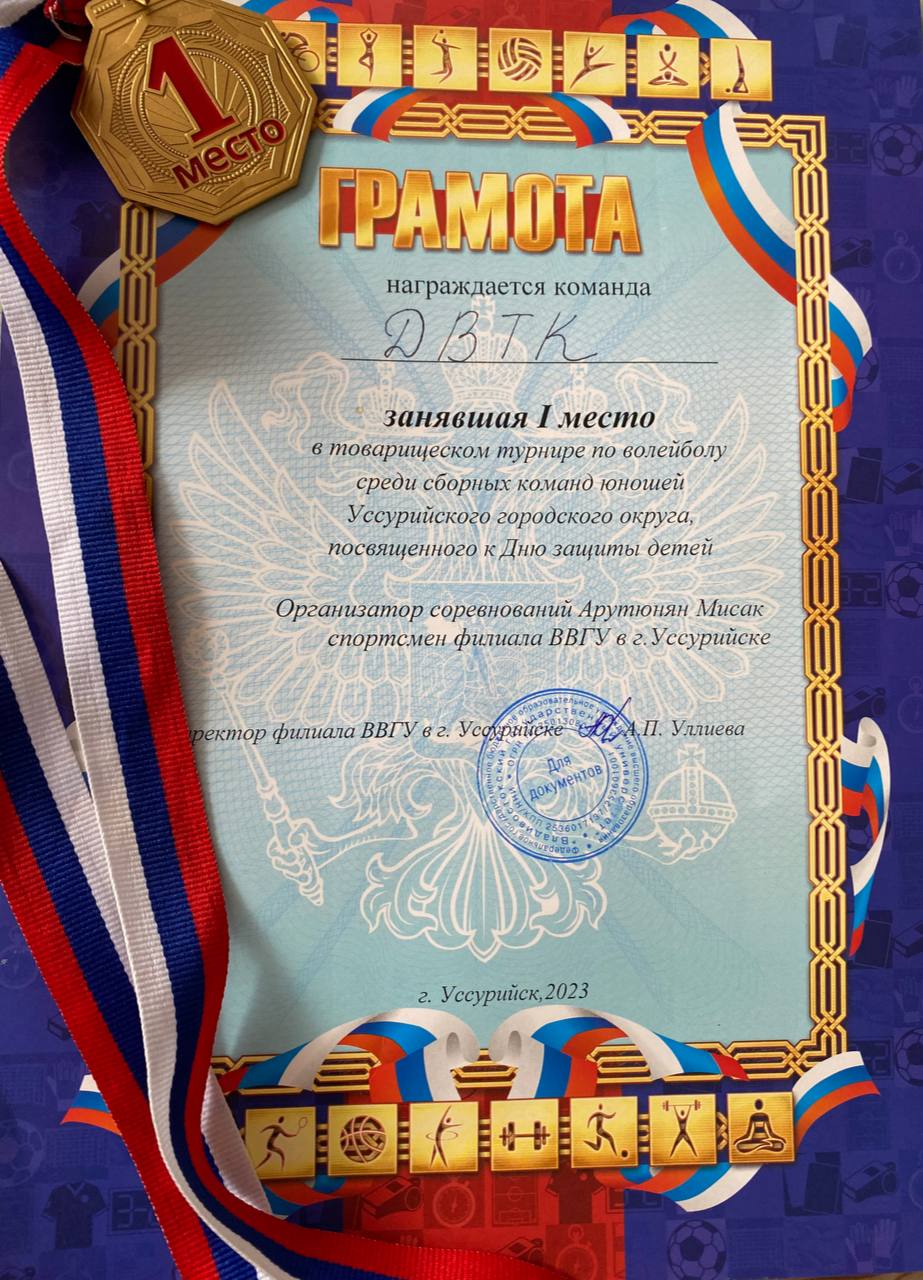 1
место
ГРАМОТА
награждается команда
ДВТК
занявшая I место
в товарищеском турнире по волейболу
среди сборных команд юношей
Уссурийского городского округа,
посвященного к Дню защиты детей
Организатор соревнований Арутюнян Мисак
спортсмен филиала ВВГУ в г.Уссурийске
ректор филиала ВВГУ в г. Уссурийске А.П. Уллиева
Для
документов
г. Уссурийск,2023